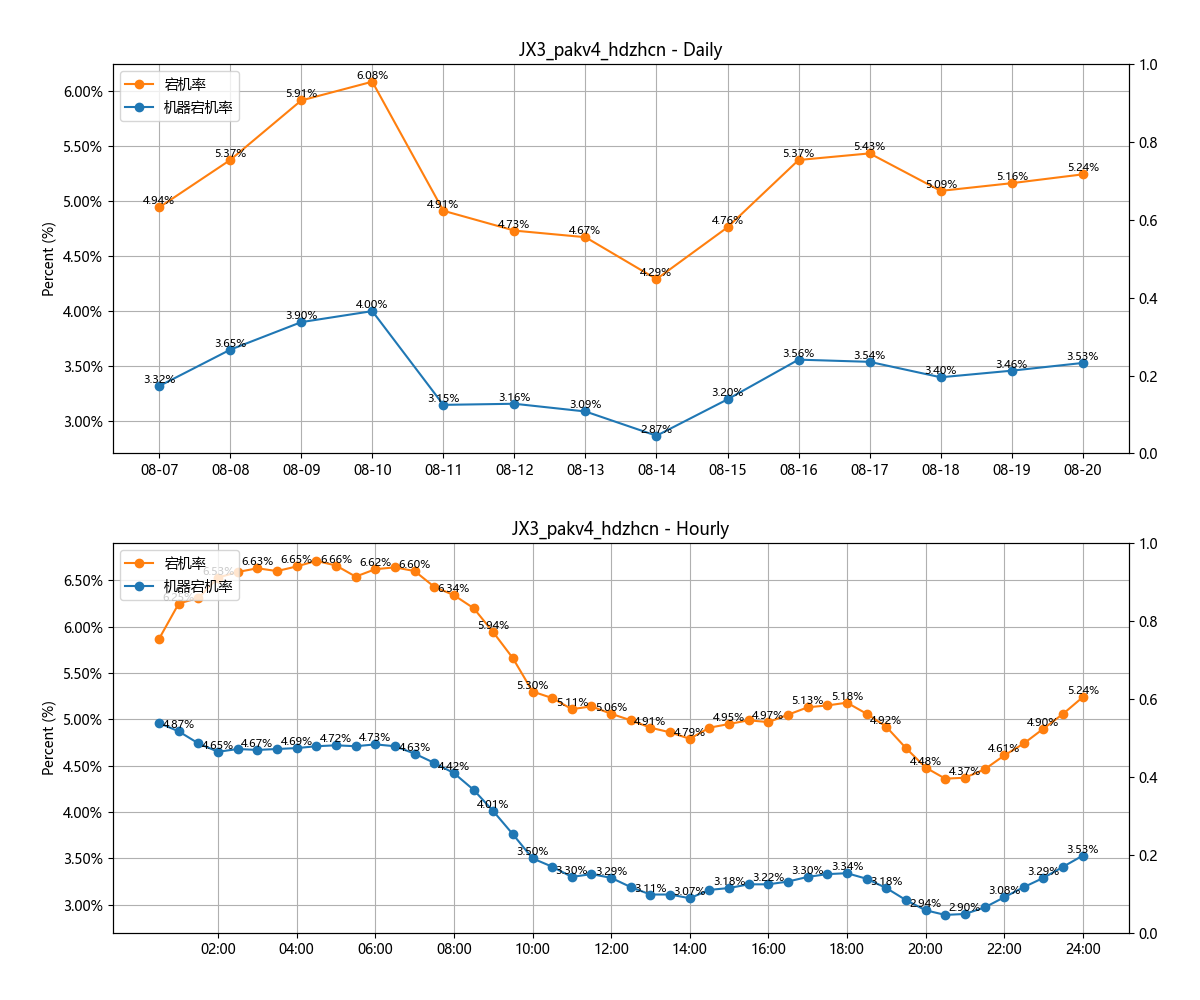 JX3_pakv4_hdzhcn - Daily
宕机率
机器宕机率
Percent (%)
6.00%
5.50%
5.00%
4.50%
4.00%
3.50%
3.00%
1.0
0.8
0.6
0.4
0.2
0.0
4.94% 5.37% 5.91% 6.08% 4.91% 4.73% 4.67% 4.29% 4.76% 5.37% 5.43% 5.09% 5.16% 5.24%
3.32% 3.65% 3.90% 4.00% 3.15% 3.16% 3.09% 2.87% 3.20% 3.56% 3.54% 3.40% 3.46% 3.53%
08-07 08-08 08-09 08-10 08-11 08-12 08-13 08-14 08-15 08-16 08-17 08-18 08-19 08-20
JX3_pakv4_hdzhcn - Hourly
宕机率
机器宕机率
Percent (%)
6.50%
6.00%
5.50%
5.00%
4.50%
4.00%
3.50%
3.00%
1.0
0.8
0.6
0.4
0.2
0.0
6.25% 6.53% 6.63% 6.65% 6.66% 6.62% 6.60% 6.34% 5.94% 5.30% 5.11% 5.06% 4.91% 4.79% 4.95% 4.97% 5.13% 5.18% 4.92% 4.48% 4.37% 4.61% 4.90% 5.24%
4.87% 4.65% 4.67% 4.69% 4.72% 4.73% 4.63% 4.42% 4.01% 3.50% 3.30% 3.29% 3.11% 3.07% 3.18% 3.22% 3.30% 3.34% 3.18% 2.94% 2.90% 3.08% 3.29% 3.53%
02:00 04:00 06:00 08:00 10:00 12:00 14:00 16:00 18:00 20:00 22:00 24:00